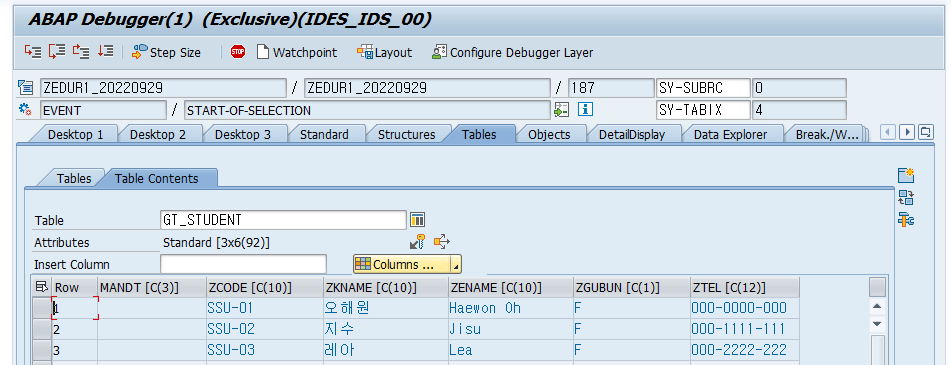 ABAP Debugger(1) (Exclusive)(IDES_IDS_00)
Step Size STOP Watchpoint Layout Configure Debugger Layer
ZEDUR1_20220929 / ZEDUR1_20220929 / 187 SY-SUBRC 0
EVENT / START-OF-SELECTION SY-TABIX 4
Desktop 1 Desktop 2 Desktop 3 Standard Structures Tables Objects DetailDisplay Data Explorer Break./W...
Tables Table Contents
Table GT_STUDENT
Attributes Standard [3x6(92)]
Insert Column Columns ...
Row MANDT [C(3)] ZCODE [C(10)] ZKNAME [C(10)] ZENAME [C(10)] ZGUBUN [C(1)] ZTEL [C(12)]
1 SSU-01 오해원 Haewon Oh F 000-0000-000
2 SSU-02 지수 Jisu F 000-1111-111
3 SSU-03 레아 Lea F 000-2222-222